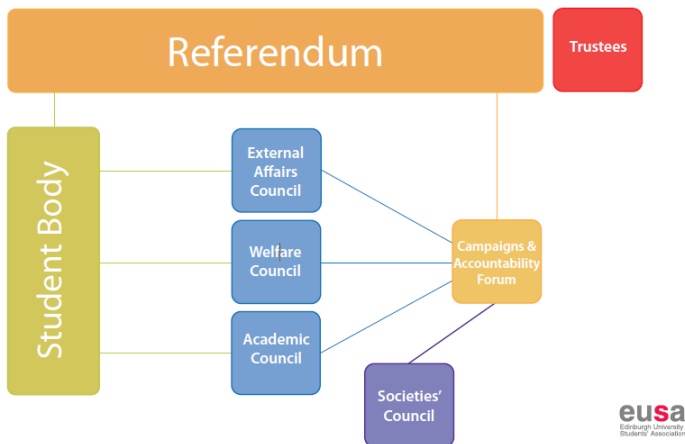 Referendum
Trustees
Student Body
External
Affairs
Council
Welfare
Council
Academic
Council
Campaigns &
Accountability
Forum
Societies’
Council
eusa
Edinburgh University
Students’ Association